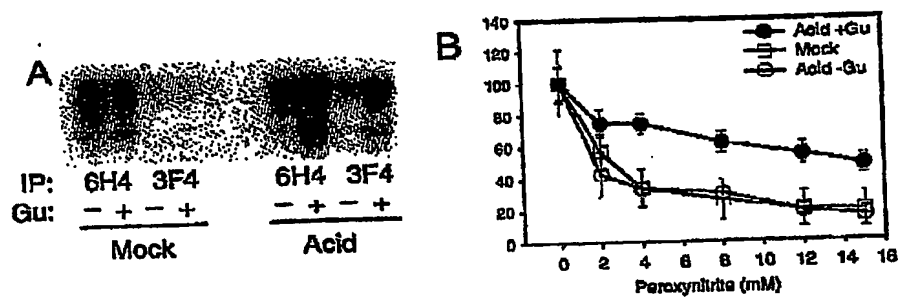 A
IP: 6H4 3F4 6H4 3F4
Gu: − + − + − + − +
Mock Acid
B
140
120
100
80
60
40
20
0
0 2 4 6 8 10 12 14 16
Peroxynitrite (mM)
Acid +Gu
Mock
Acid -Gu